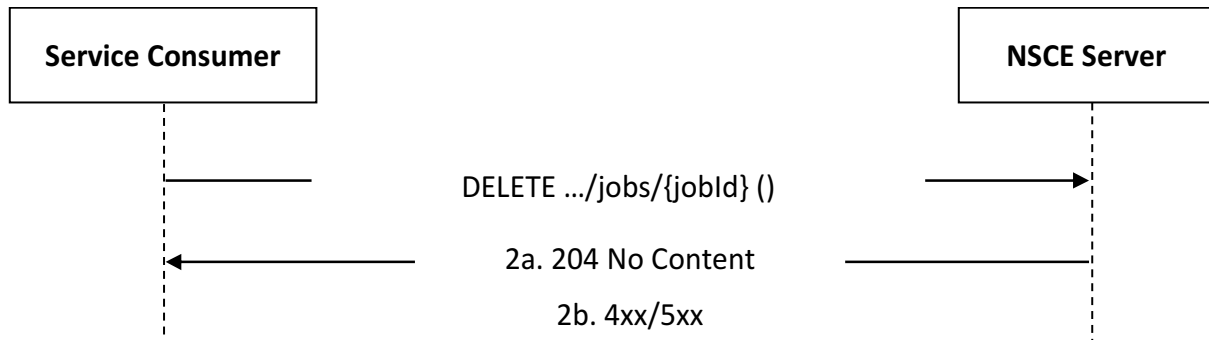 Service Consumer
NSCE Server
DELETE …/jobs/{jobId} ()
2a. 204 No Content
2b. 4xx/5xx